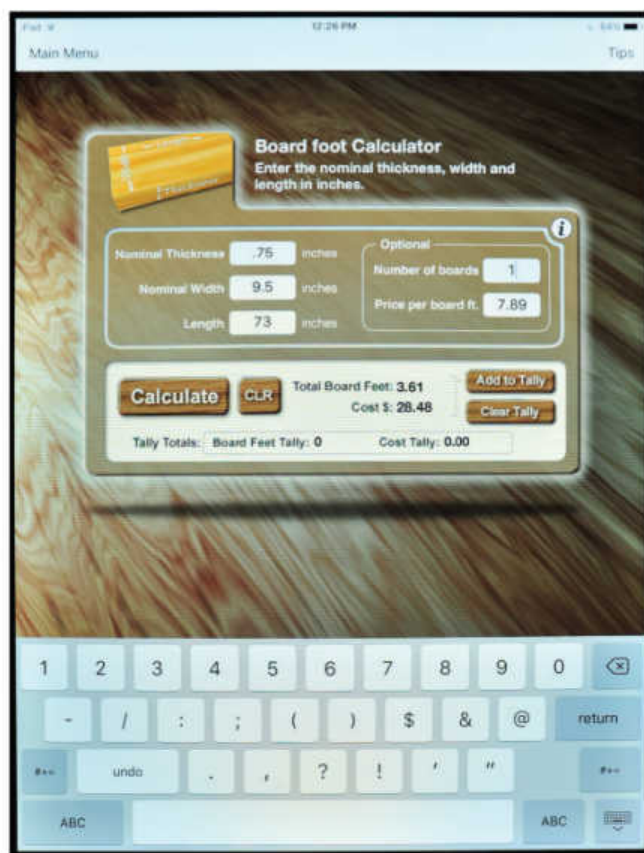 iPad
12:26 PM
64%
Main Menu
Tips
Board foot Calculator
Enter the nominal thickness, width and
length in inches.
i
Nominal Thickness .75 inches
Nominal Width 9.5 inches
Length 73 inches
Optional
Number of boards 1
Price per board ft. 7.89
Calculate
CLR
Total Board Feet: 3.61
Cost $: 28.48
Add to Tally
Clear Tally
Tally Totals: Board Feet Tally: 0 Cost Tally: 0.00
1 2 3 4 5 6 7 8 9 0
- / : ; ( ) $ & @ return
#+= undo . , ? ! ' " #+=
ABC ABC